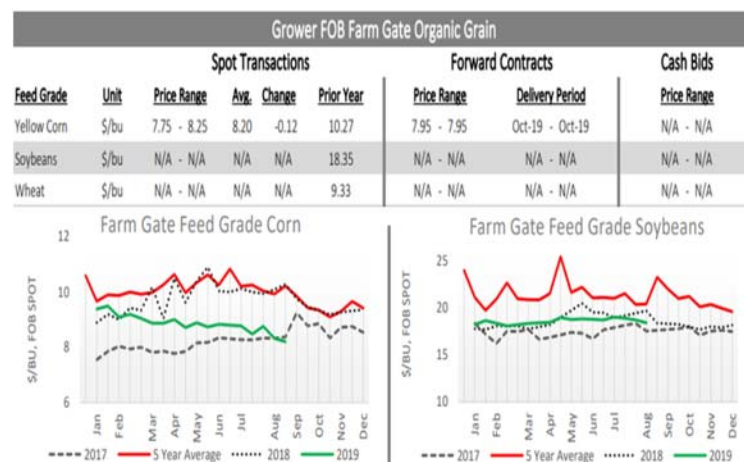 Grower FOB Farm Gate Organic Grain
Spot Transactions Forward Contracts Cash Bids
Feed Grade Unit Price Range Avg. Change Prior Year Price Range Delivery Period Price Range
Yellow Corn $/bu 7.75 - 8.25 8.20 -0.12 10.27 7.95 - 7.95 Oct-19 - Oct-19 N/A - N/A
Soybeans $/bu N/A - N/A N/A N/A 18.35 N/A - N/A
Wheat $/bu N/A - N/A N/A N/A 9.33 N/A - N/A
Farm Gate Feed Grade Corn
12
10
8
6
$/BU, FOB SPOT
Jan Feb Mar Apr May Jun Jul Aug Sep Oct Nov Dec
2017 5 Year Average 2018 2019
Farm Gate Feed Grade Soybeans
25
20
15
10
$/BU, FOB SPOT
Jan Feb Mar Apr May Jun Jul Aug Sep Oct Nov Dec
2017 5 Year Average 2018 2019